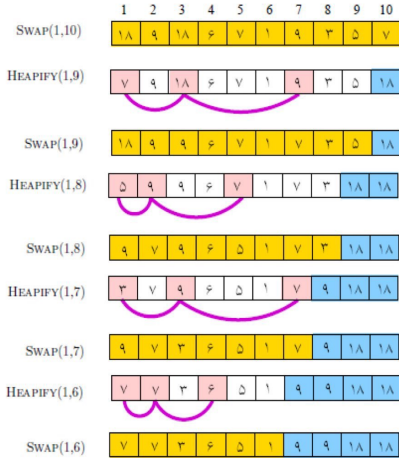 1 2 3 4 5 6 7 8 9 10
SWAP(1,10) ۱۸ ۹ ۱۸ ۶ ۷ ۱ ۹ ۳ ۵ ۷
HEAPIFY(1,9) ۷ ۹ ۱۸ ۶ ۷ ۱ ۹ ۳ ۵ ۱۸
SWAP(1,9) ۱۸ ۹ ۹ ۶ ۷ ۱ ۷ ۳ ۵ ۱۸
HEAPIFY(1,8) ۵ ۹ ۹ ۶ ۷ ۱ ۷ ۳ ۱۸ ۱۸
SWAP(1,8) ۹ ۷ ۹ ۶ ۵ ۱ ۷ ۳ ۱۸ ۱۸
HEAPIFY(1,7) ۳ ۷ ۹ ۶ ۵ ۱ ۷ ۹ ۱۸ ۱۸
SWAP(1,7) ۹ ۷ ۳ ۶ ۵ ۱ ۷ ۹ ۱۸ ۱۸
HEAPIFY(1,6) ۷ ۷ ۳ ۶ ۵ ۱ ۹ ۹ ۱۸ ۱۸
SWAP(1,6) ۷ ۷ ۳ ۶ ۵ ۱ ۹ ۹ ۱۸ ۱۸